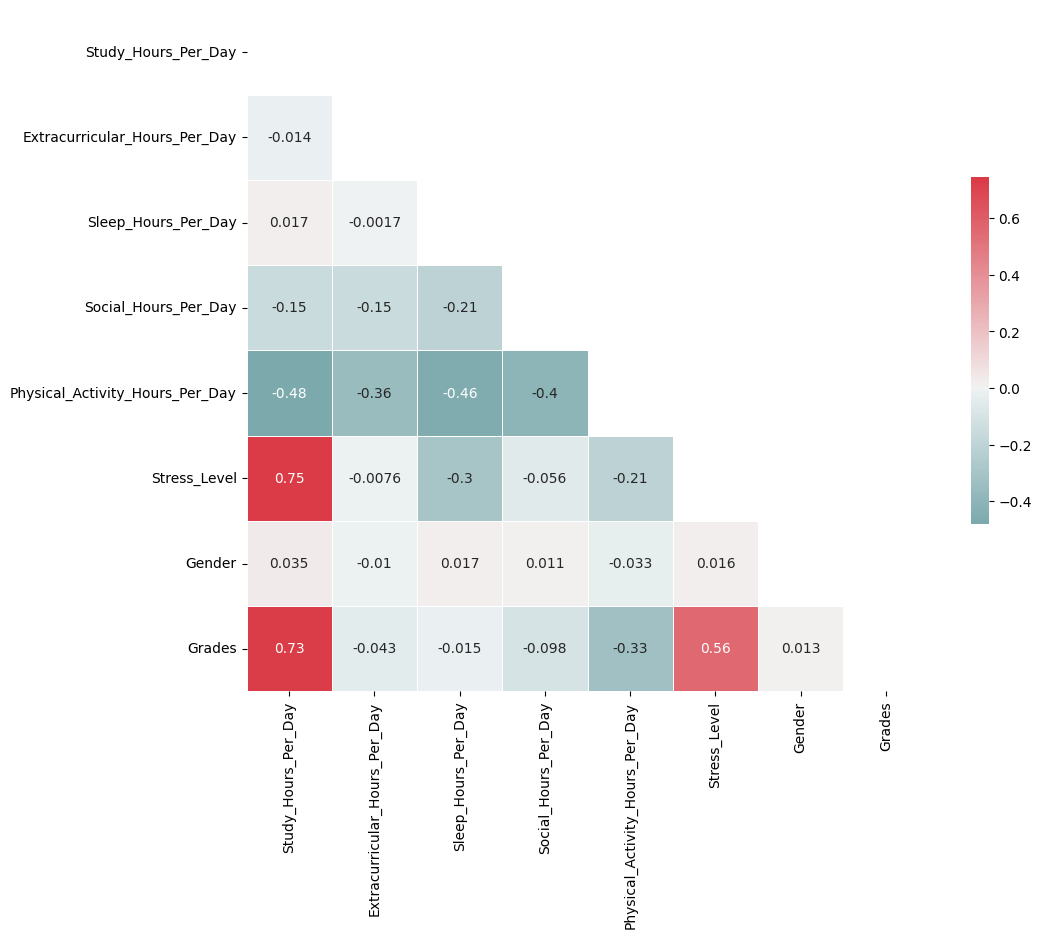 Study_Hours_Per_Day
Extracurricular_Hours_Per_Day
-0.014
Sleep_Hours_Per_Day
0.017 -0.0017
Social_Hours_Per_Day
-0.15 -0.15 -0.21
Physical_Activity_Hours_Per_Day
-0.48 -0.36 -0.46 -0.4
Stress_Level
0.75 -0.0076 -0.3 -0.056 -0.21
Gender
0.035 -0.01 0.017 0.011 -0.033 0.016
Grades
0.73 -0.043 -0.015 -0.098 -0.33 0.56 0.013
Study_Hours_Per_Day
Extracurricular_Hours_Per_Day
Sleep_Hours_Per_Day
Social_Hours_Per_Day
Physical_Activity_Hours_Per_Day
Stress_Level
Gender
Grades
0.6
0.4
0.2
0.0
−0.2
−0.4